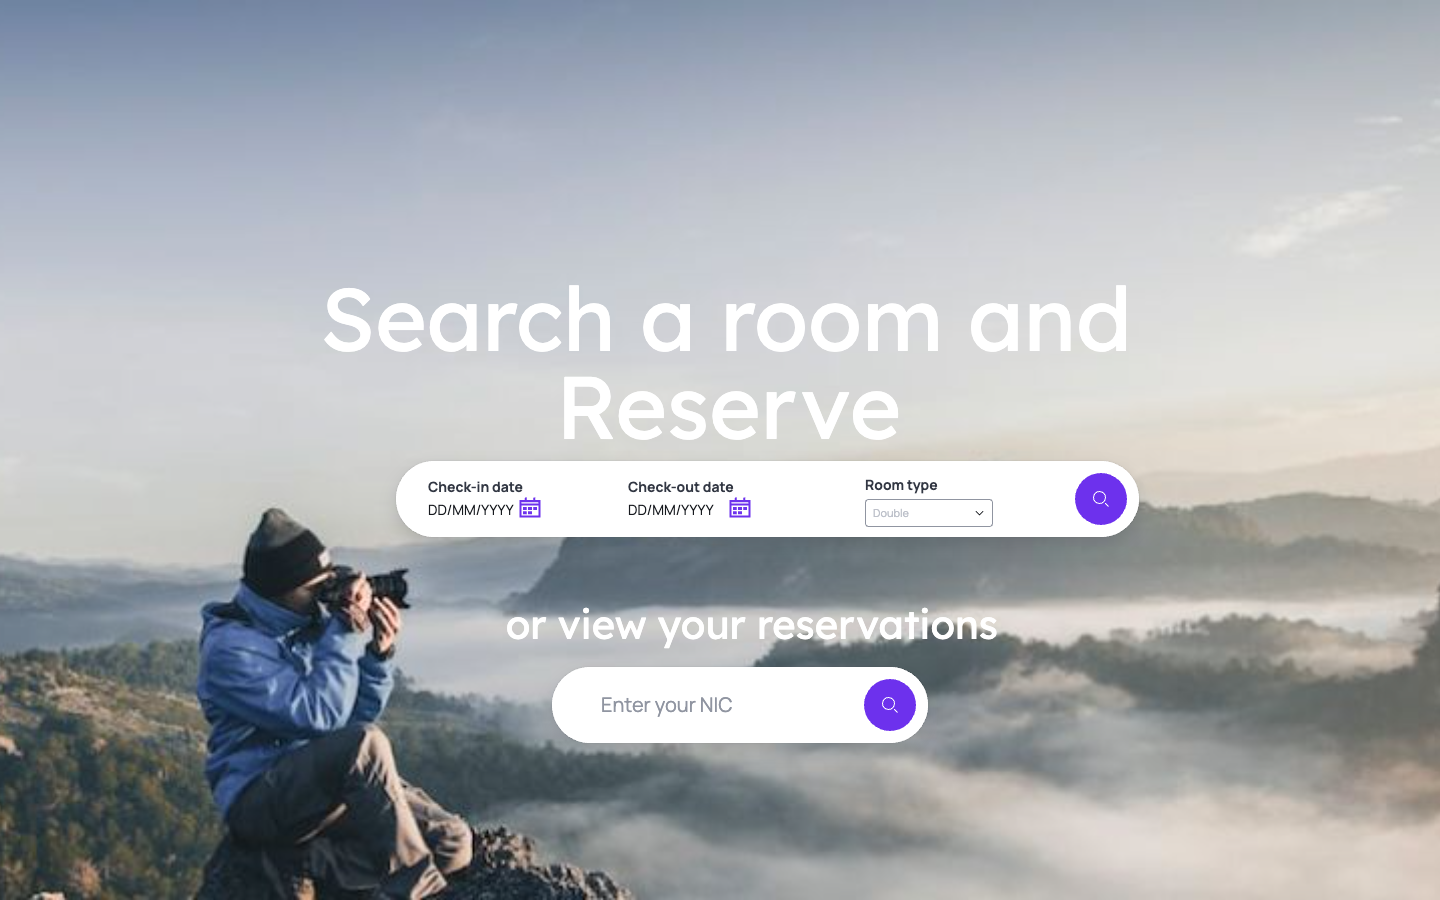 Search a room and
Reserve
Check-in date
DD/MM/YYYY
Check-out date
DD/MM/YYYY
Room type
Double
or view your reservations
Enter your NIC